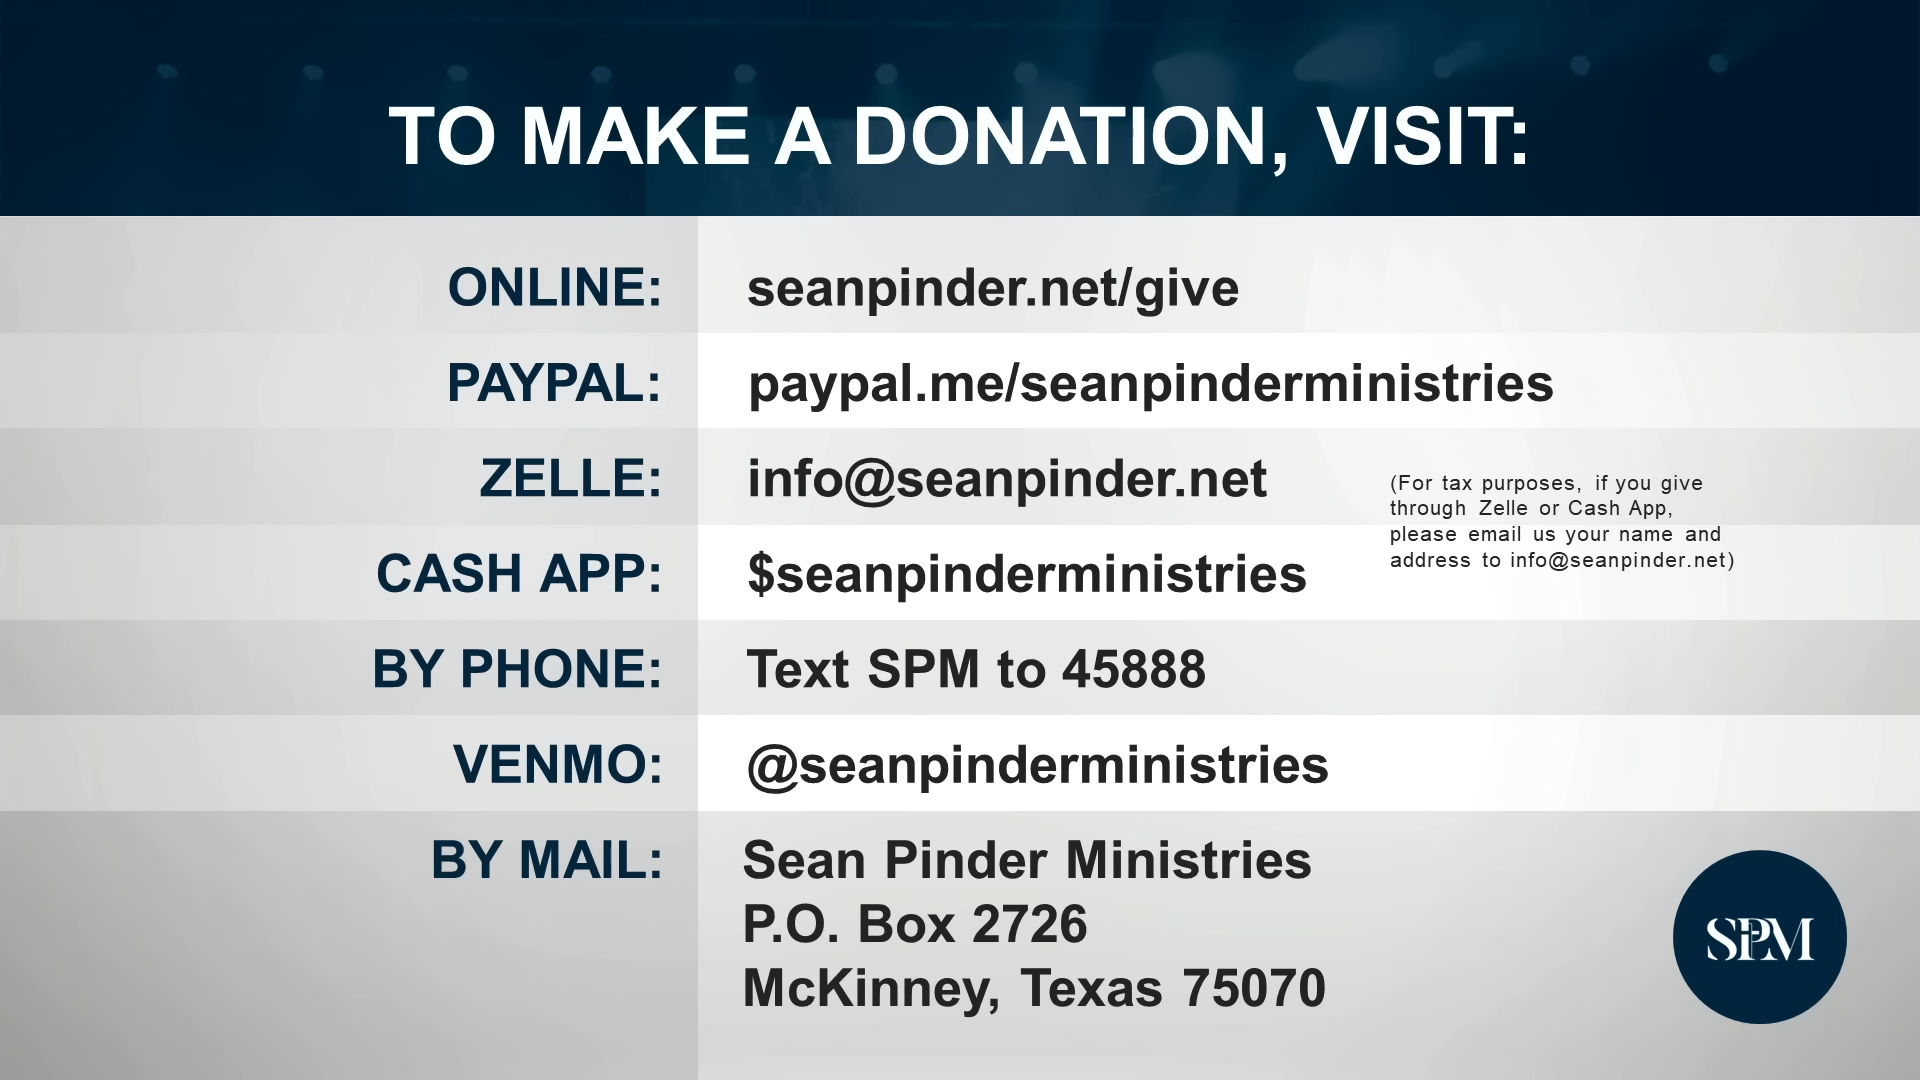 TO MAKE A DONATION, VISIT:
ONLINE: seanpinder.net/give
PAYPAL: paypal.me/seanpinderministries
ZELLE: info@seanpinder.net
(For tax purposes, if you give
through Zelle or Cash App,
please email us your name and
address to info@seanpinder.net)
CASH APP: $seanpinderministries
BY PHONE: Text SPM to 45888
VENMO: @seanpinderministries
BY MAIL: Sean Pinder Ministries
P.O. Box 2726
McKinney, Texas 75070
SPM